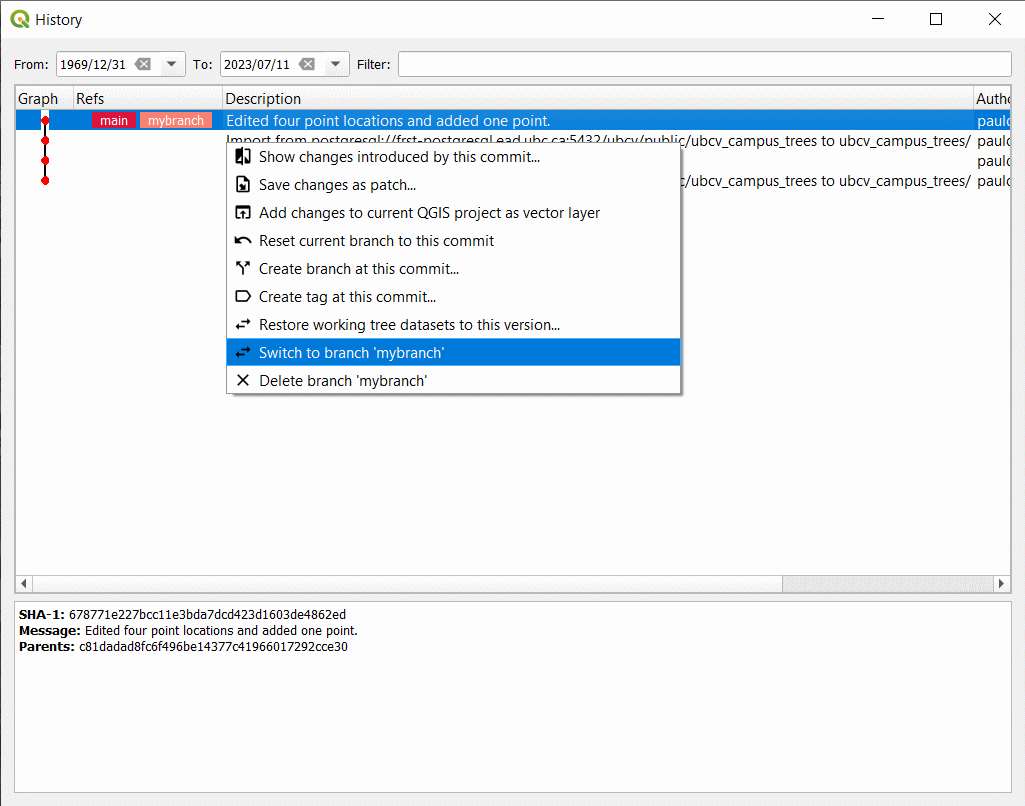 History
From: 1969/12/31 To: 2023/07/11 Filter:
Graph Refs Description Autho
main mybranch Edited four point locations and added one point. paulo
Import from postgresql://frst-postgresql.ead.ubc.ca:5432/ubcv/public/ubcv_campus_trees to ubcv_campus_trees/ paulo
Show changes introduced by this commit...
paulo
Save changes as patch...
c/ubcv_campus_trees to ubcv_campus_trees/ paulo
Add changes to current QGIS project as vector layer
Reset current branch to this commit
Create branch at this commit...
Create tag at this commit...
Restore working tree datasets to this version...
Switch to branch 'mybranch'
Delete branch 'mybranch'
SHA-1: 678771e227bcc11e3bda7dcd423d1603de4862ed
Message: Edited four point locations and added one point.
Parents: c81dadad8fc6f496be14377c41966017292cce30